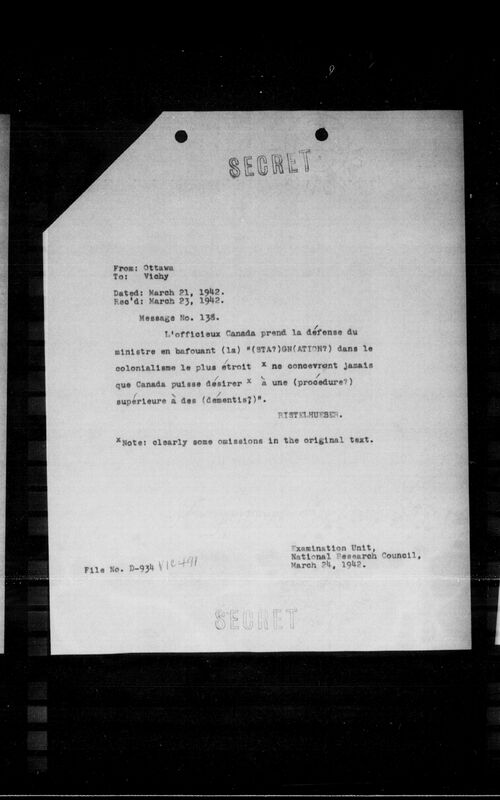 SECRET
From: Ottawa
To: Vichy
Dated: March 21, 1942.
Rec'd: March 23, 1942.
Message No. 138.
L'officieux Canada prend la défense du
ministre en bafouant (la) "(STA?)GN(ATION?) dans le
colonialisme le plus étroit x ne concevront jamais
que Canada puisse désirer x à une (procédure?)
supérieure à des (démentis?)".
RISTELHUEBER.
xNote: clearly some omissions in the original text.
Examination Unit,
National Research Council,
March 24, 1942.
File No. D-934
SECRET